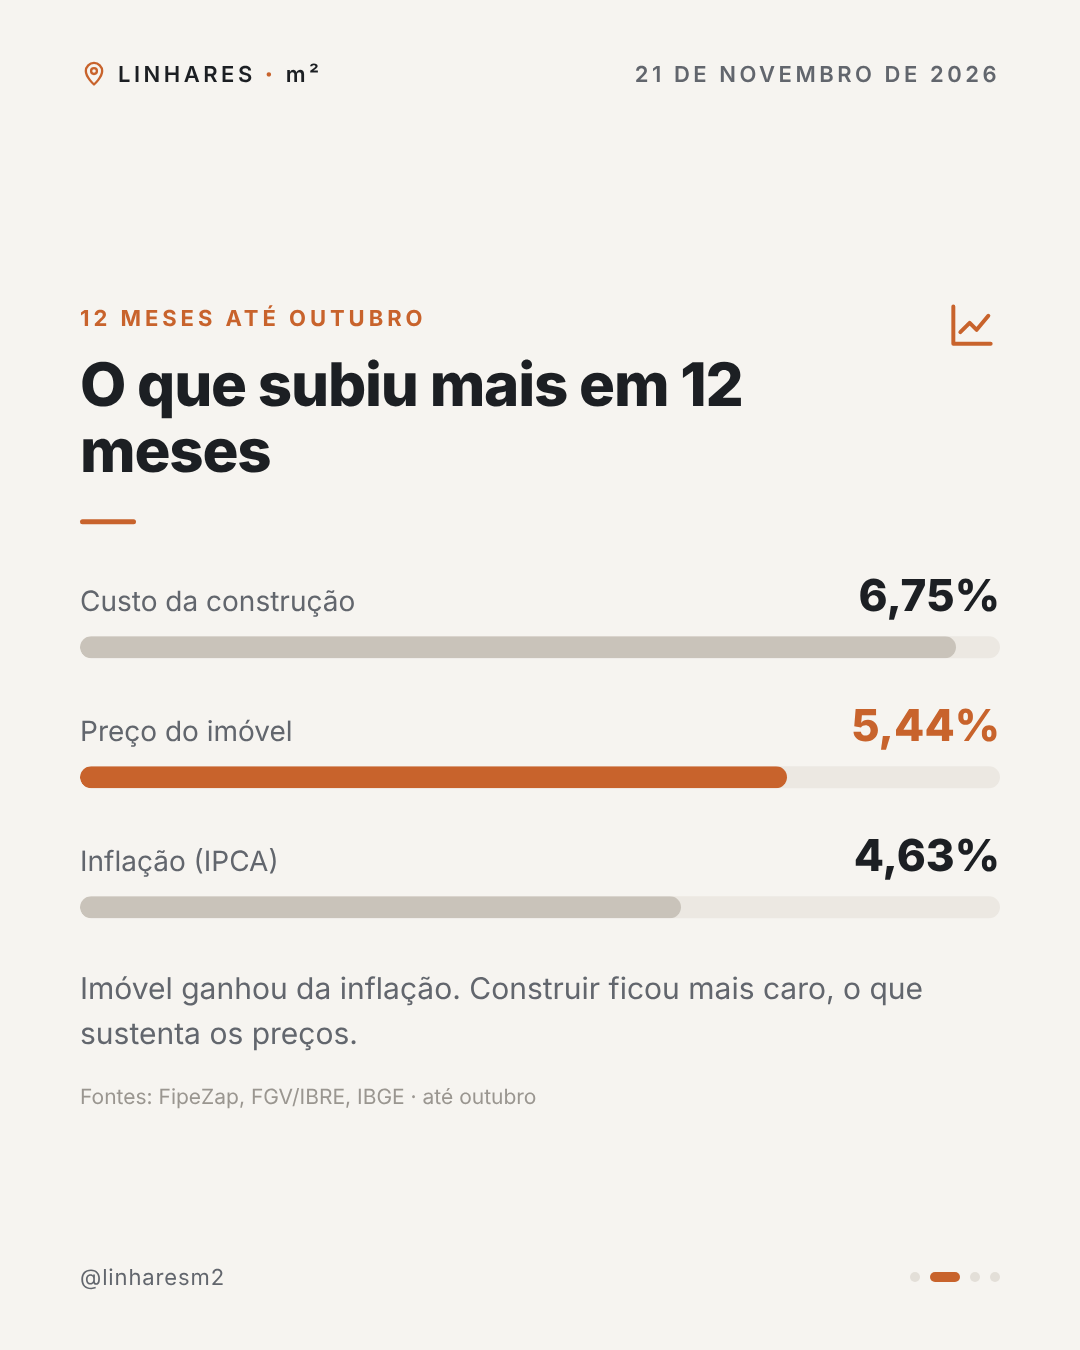 LINHARES · m²
21 DE NOVEMBRO DE 2026
12 MESES ATÉ OUTUBRO
O que subiu mais em 12
meses
Custo da construção 6,75%
Preço do imóvel 5,44%
Inflação (IPCA) 4,63%
Imóvel ganhou da inflação. Construir ficou mais caro, o que
sustenta os preços.
Fontes: FipeZap, FGV/IBRE, IBGE · até outubro
@linharesm2